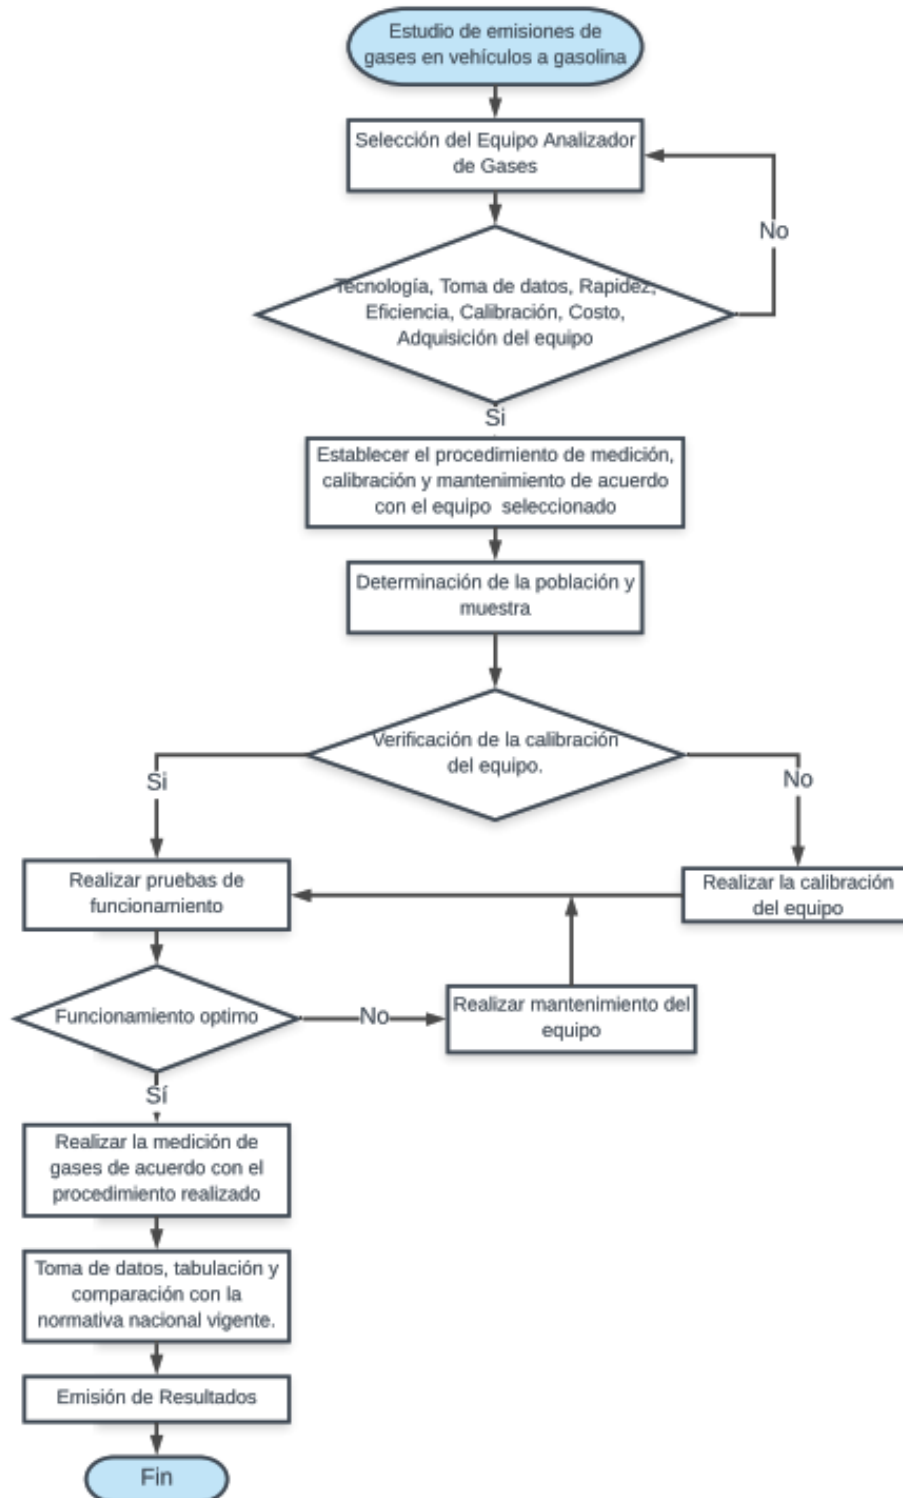 Estudio de emisiones de
gases en vehículos a gasolina
Selección del Equipo Analizador
de Gases
No
Tecnología, Toma de datos, Rapidez,
Eficiencia, Calibración, Costo,
Adquisición del equipo
Si
Establecer el procedimiento de medición,
calibración y mantenimiento de acuerdo
con el equipo seleccionado
Determinación de la población y
muestra
Verificación de la calibración
del equipo.
Si
No
Realizar pruebas de
funcionamiento
Realizar la calibración
del equipo
Funcionamiento optimo
No
Realizar mantenimiento del
equipo
Sí
Realizar la medición de
gases de acuerdo con el
procedimiento realizado
Toma de datos, tabulación y
comparación con la
normativa nacional vigente.
Emisión de Resultados
Fin